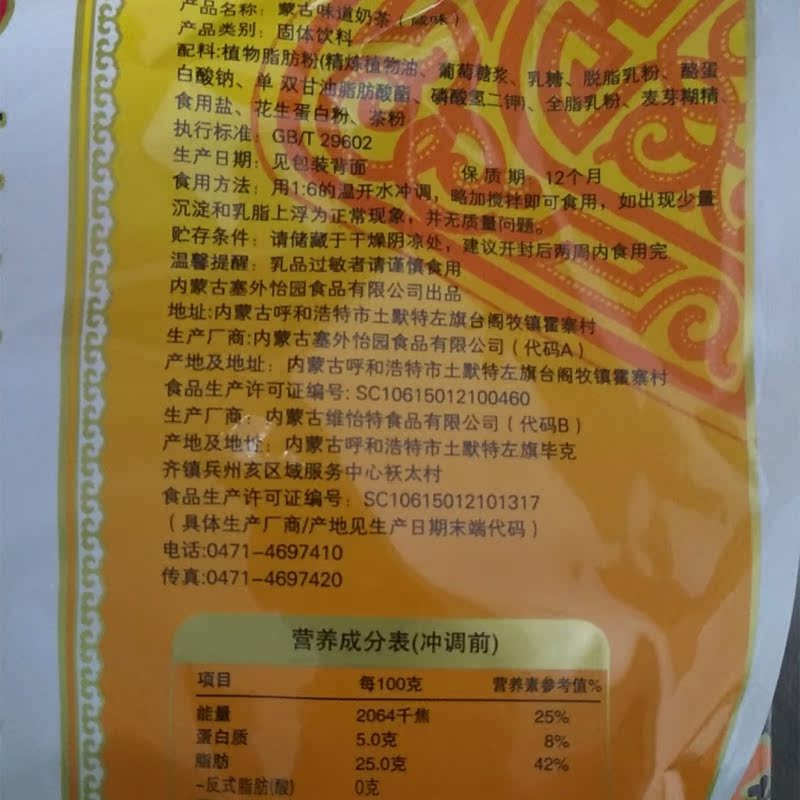 产品名称：蒙古味道奶茶（咸味）
产品类别：固体饮料
配料:植物脂肪粉(精炼植物油、葡萄糖浆、乳糖、脱脂乳粉、酪蛋
白酸钠、单 双甘油脂肪酸酯、磷酸氢二钾)、全脂乳粉、麦芽糊精
食用盐、花生蛋白粉、茶粉
执行标准：GB/T 29602
生产日期：见包装背面 保质期：12个月
食用方法：用1:6的温开水冲调，略加搅拌即可食用，如出现少量
沉淀和乳脂上浮为正常现象，并无质量问题。
贮存条件：请储藏于干燥阴凉处，建议开封后两周内食用完
温馨提醒：乳品过敏者请谨慎食用
内蒙古塞外怡园食品有限公司出品
地址:内蒙古呼和浩特市土默特左旗台阁牧镇霍寨村
生产厂商:内蒙古塞外怡园食品有限公司（代码A）
产地及地址：内蒙古呼和浩特市土默特左旗台阁牧镇霍寨村
食品生产许可证编号: SC10615012100460
生产厂商：内蒙古维怡特食品有限公司（代码B）
产地及地址：内蒙古呼和浩特市土默特左旗毕克
齐镇兵州亥区域服务中心袄太村
食品生产许可证编号：SC10615012101317
（具体生产厂商/产地见生产日期末端代码）
电话:0471-4697410
传真:0471-4697420
营养成分表(冲调前)
项目 每100克 营养素参考值%
能量 2064千焦 25%
蛋白质 5.0克 8%
脂肪 25.0克 42%
-反式脂肪(酸) 0克